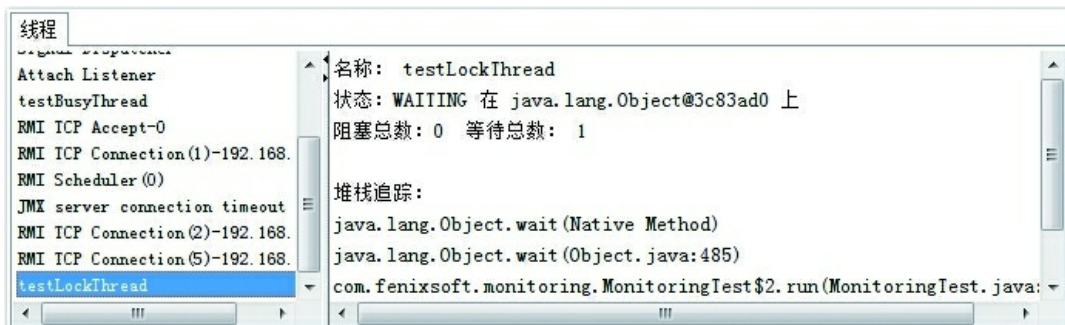 线程
Attach Listener
testBusyThread
RMI TCP Accept-0
RMI TCP Connection(1)-192.168.
RMI Scheduler(0)
JMX server connection timeout
RMI TCP Connection(2)-192.168.
RMI TCP Connection(5)-192.168.
testLockThread
名称: testLockThread
状态: WAITING 在 java.lang.Object@3c83ad0 上
阻塞总数: 0 等待总数: 1
堆栈追踪:
java.lang.Object.wait(Native Method)
java.lang.Object.wait(Object.java:485)
com.fenixsoft.monitoring.MonitoringTest$2.run(MonitoringTest.java: